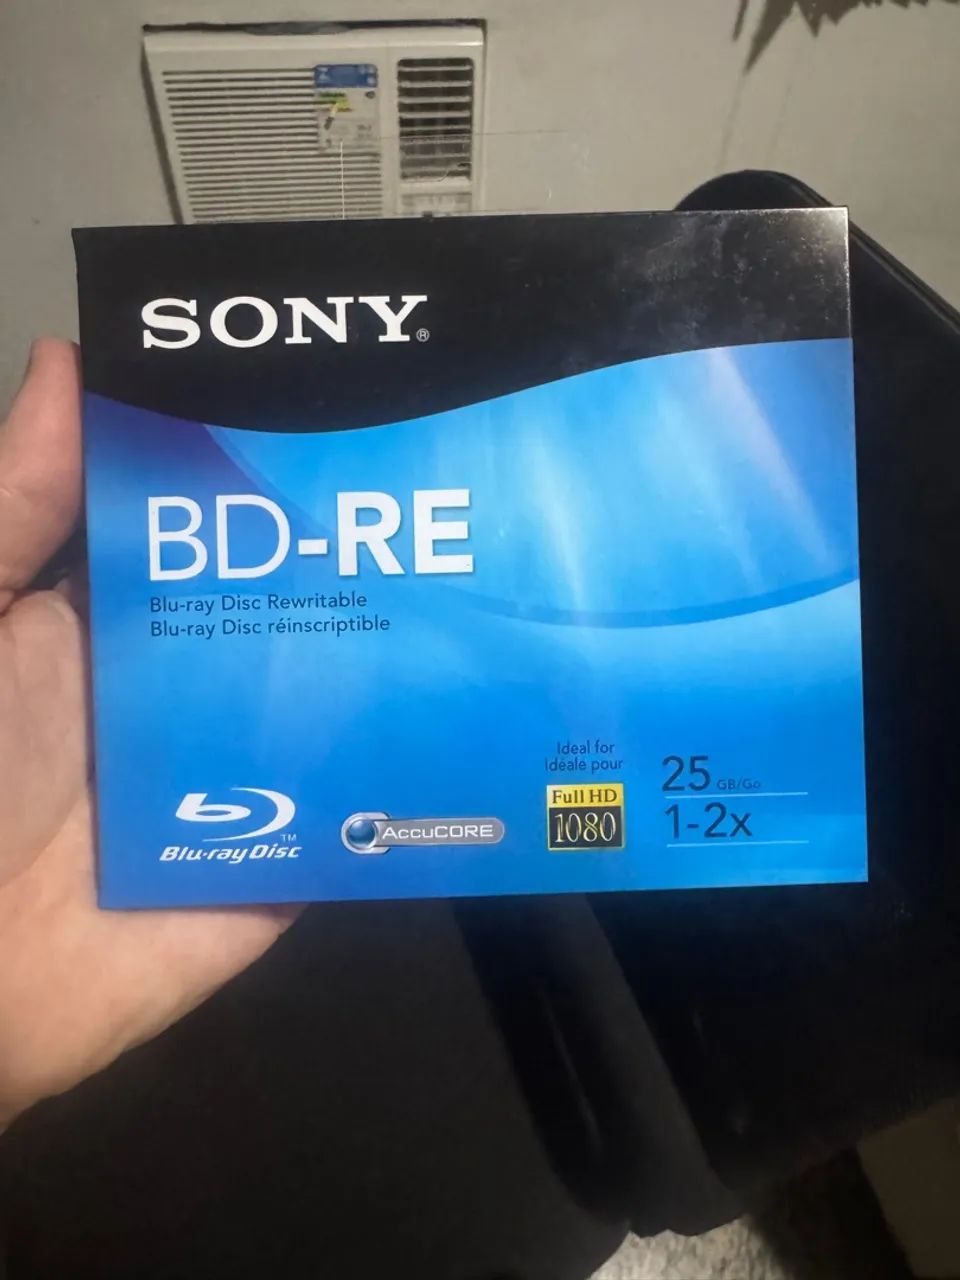 SONY®
BD-RE
Blu-ray Disc Rewritable
Blu-ray Disc réinscriptible
Ideal for
Idéale pour
Full HD
1080
25 GB/Go
1-2x
Blu-ray Disc™
AccuCORE